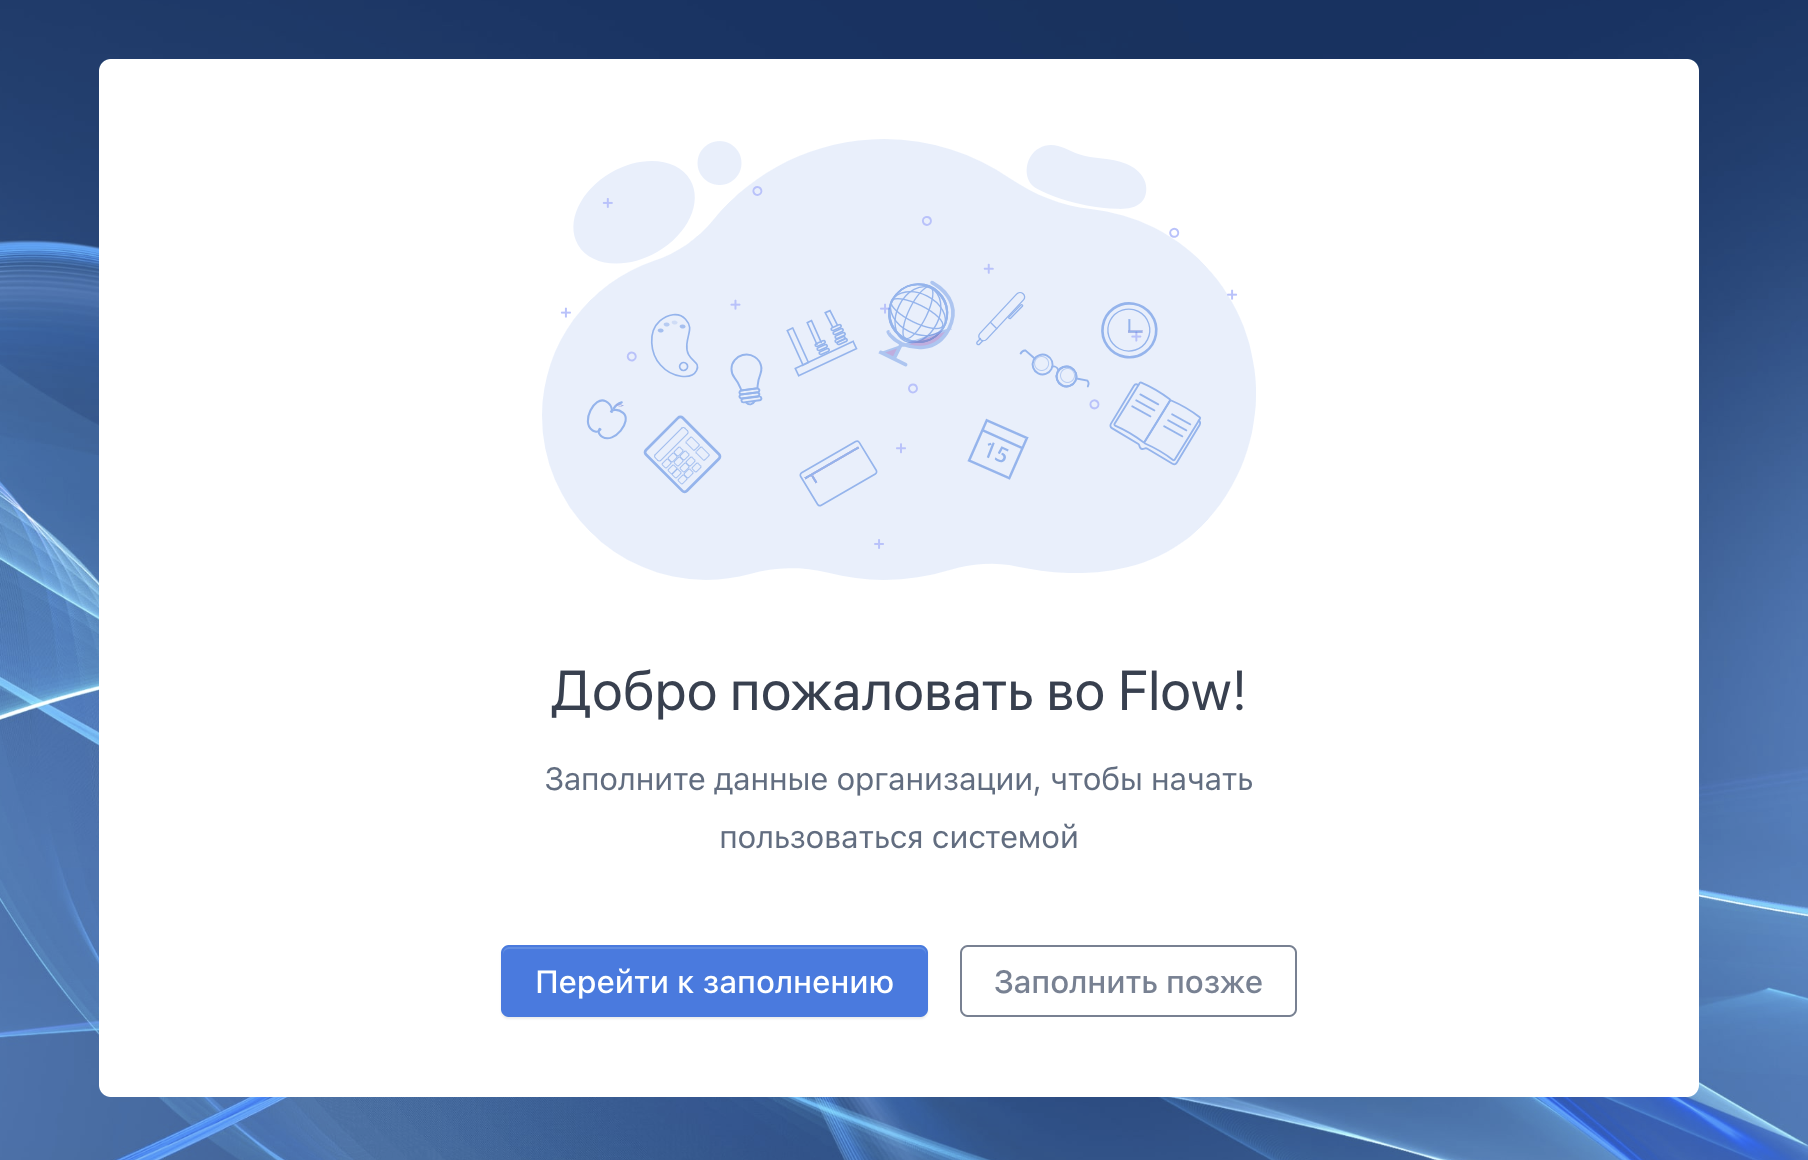 15
Добро пожаловать во Flow!
Заполните данные организации, чтобы начать
пользоваться системой
Перейти к заполнению
Заполнить позже